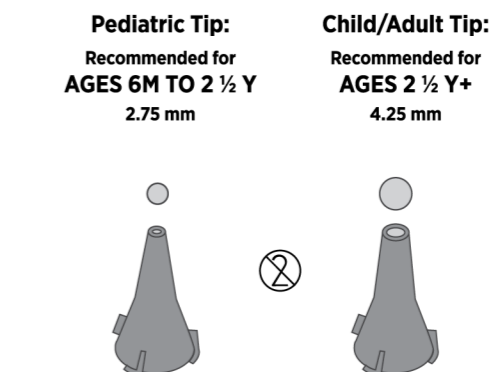 Pediatric Tip:
Recommended for
AGES 6M TO 2 ½ Y
2.75 mm
Child/Adult Tip:
Recommended for
AGES 2 ½ Y+
4.25 mm
2